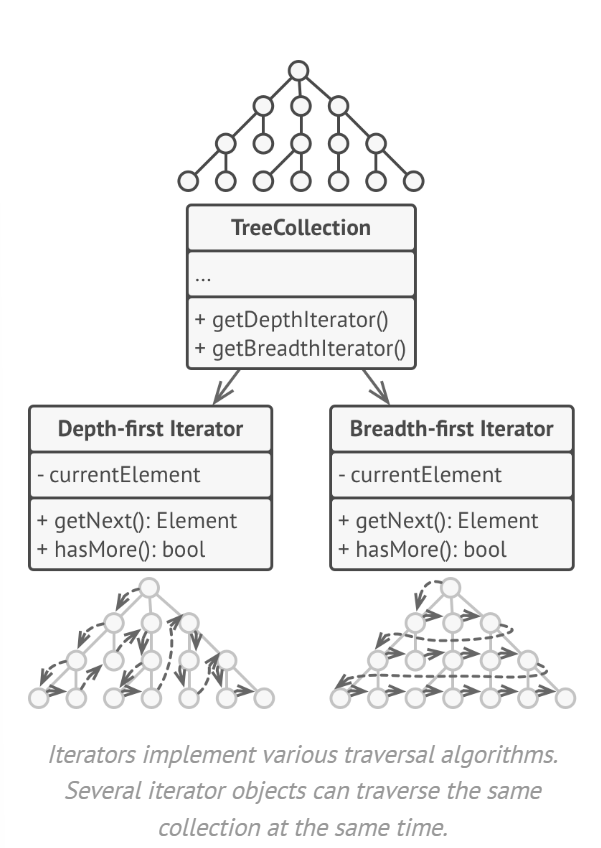 TreeCollection
...
+ getDepthIterator()
+ getBreadthIterator()
Depth-first Iterator
- currentElement
+ getNext(): Element
+ hasMore(): bool
Breadth-first Iterator
- currentElement
+ getNext(): Element
+ hasMore(): bool
Iterators implement various traversal algorithms.
Several iterator objects can traverse the same
collection at the same time.